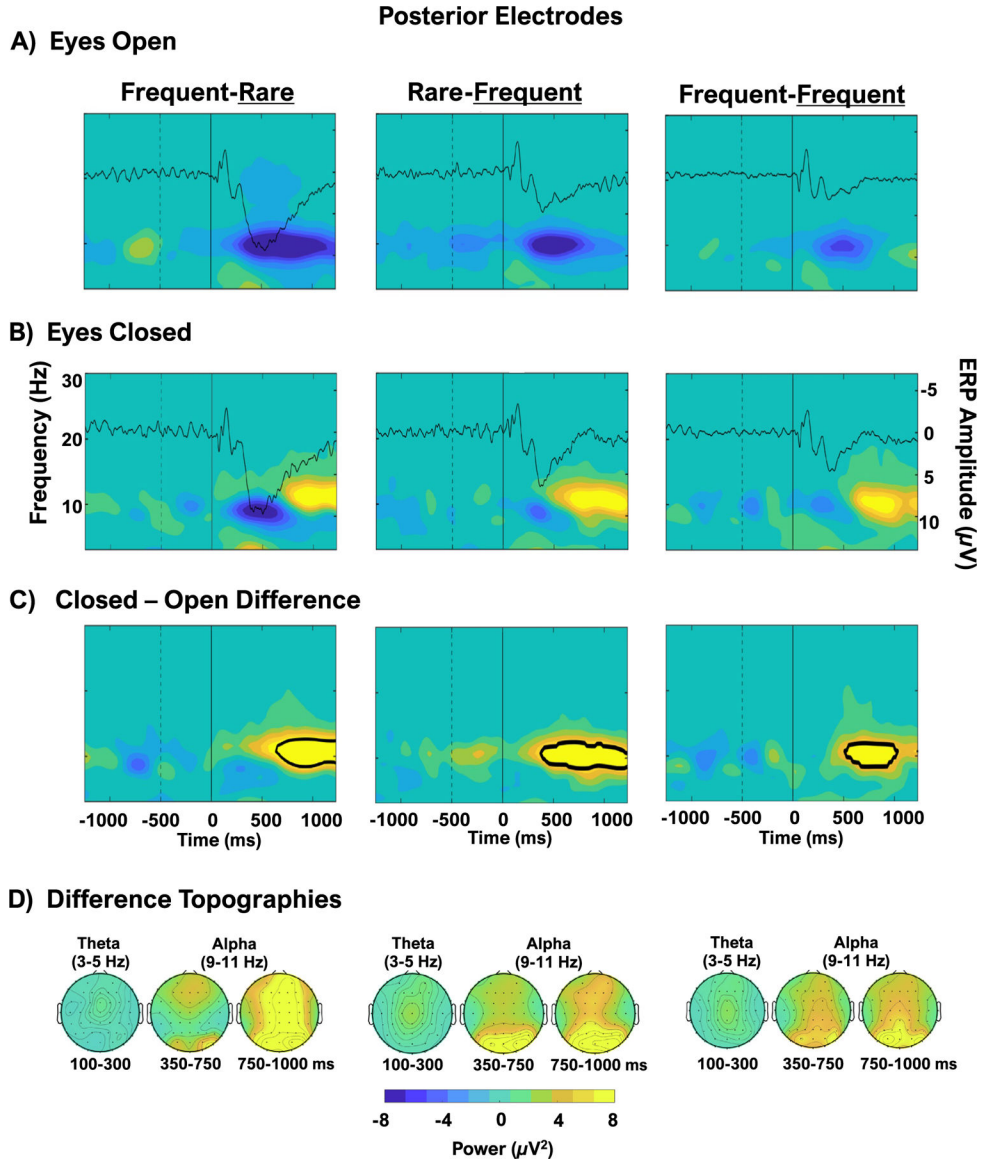 Posterior Electrodes
A) Eyes Open
Frequent-Rare Rare-Frequent Frequent-Frequent
B) Eyes Closed
Frequency (Hz)
30
20
10
ERP Amplitude (µV)
-5
0
5
10
C) Closed – Open Difference
-1000 -500 0 500 1000 -1000 -500 0 500 1000 -1000 -500 0 500 1000
Time (ms) Time (ms) Time (ms)
D) Difference Topographies
Theta Alpha Theta Alpha Theta Alpha
(3-5 Hz) (9-11 Hz) (3-5 Hz) (9-11 Hz) (3-5 Hz) (9-11 Hz)
100-300 350-750 750-1000 ms 100-300 350-750 750-1000 ms 100-300 350-750 750-1000 ms
-8 -4 0 4 8
Power (µV²)